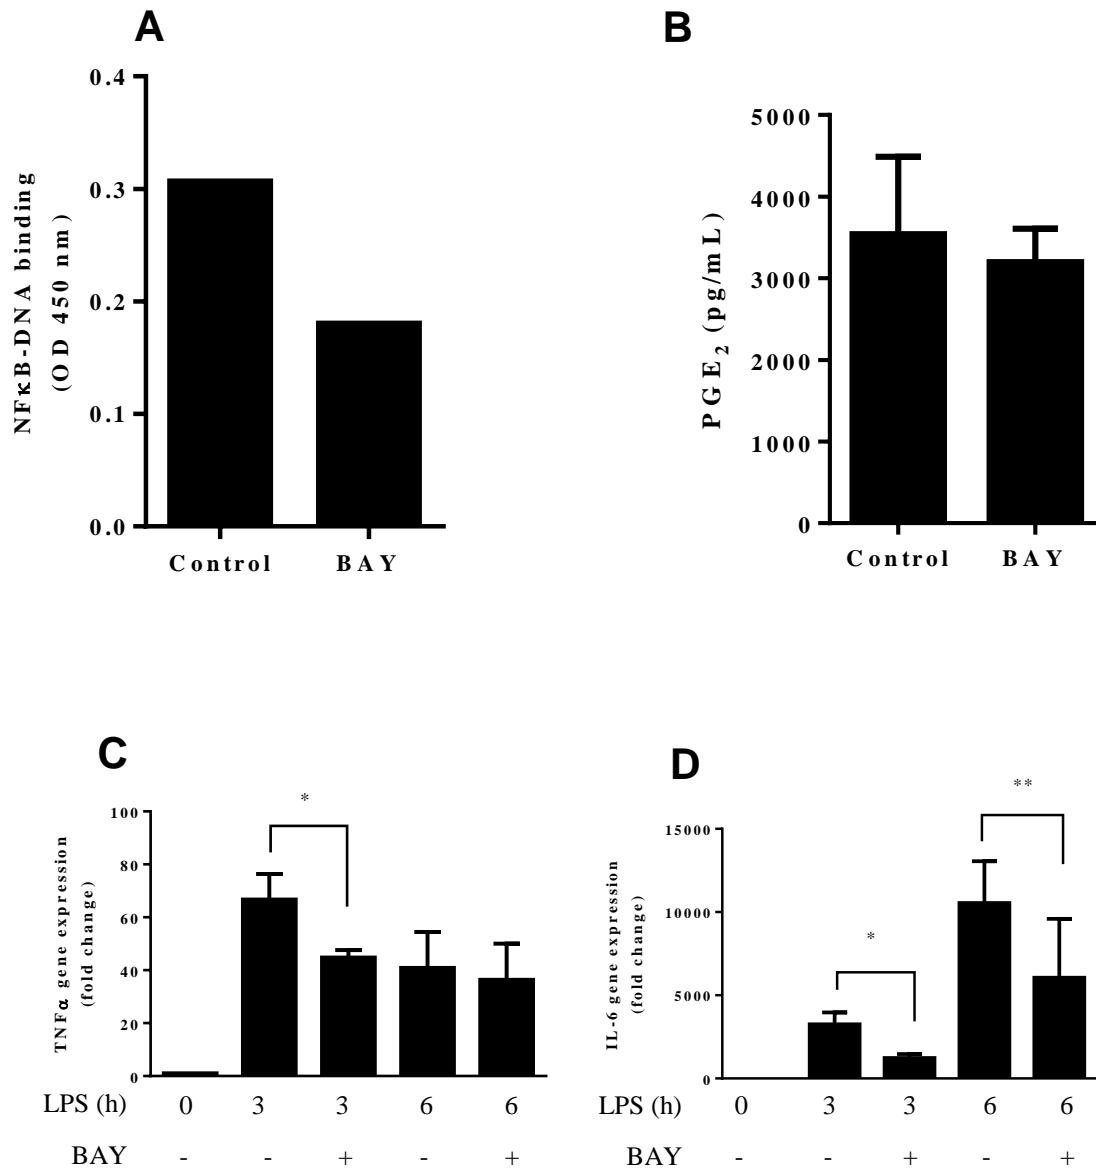 A
NFκB-DNA binding
(OD 450 nm)
0.4
0.3
0.2
0.1
0.0
Control BAY
B
PGE₂ (pg/mL)
5000
4000
3000
2000
1000
0
Control BAY
C
TNFα gene expression
(fold change)
100
80
60
40
20
0
*
LPS (h) 0 3 3 6 6
BAY - - + - +
D
IL-6 gene expression
(fold change)
15000
10000
5000
0
*
**
LPS (h) 0 3 3 6 6
BAY - - + - +